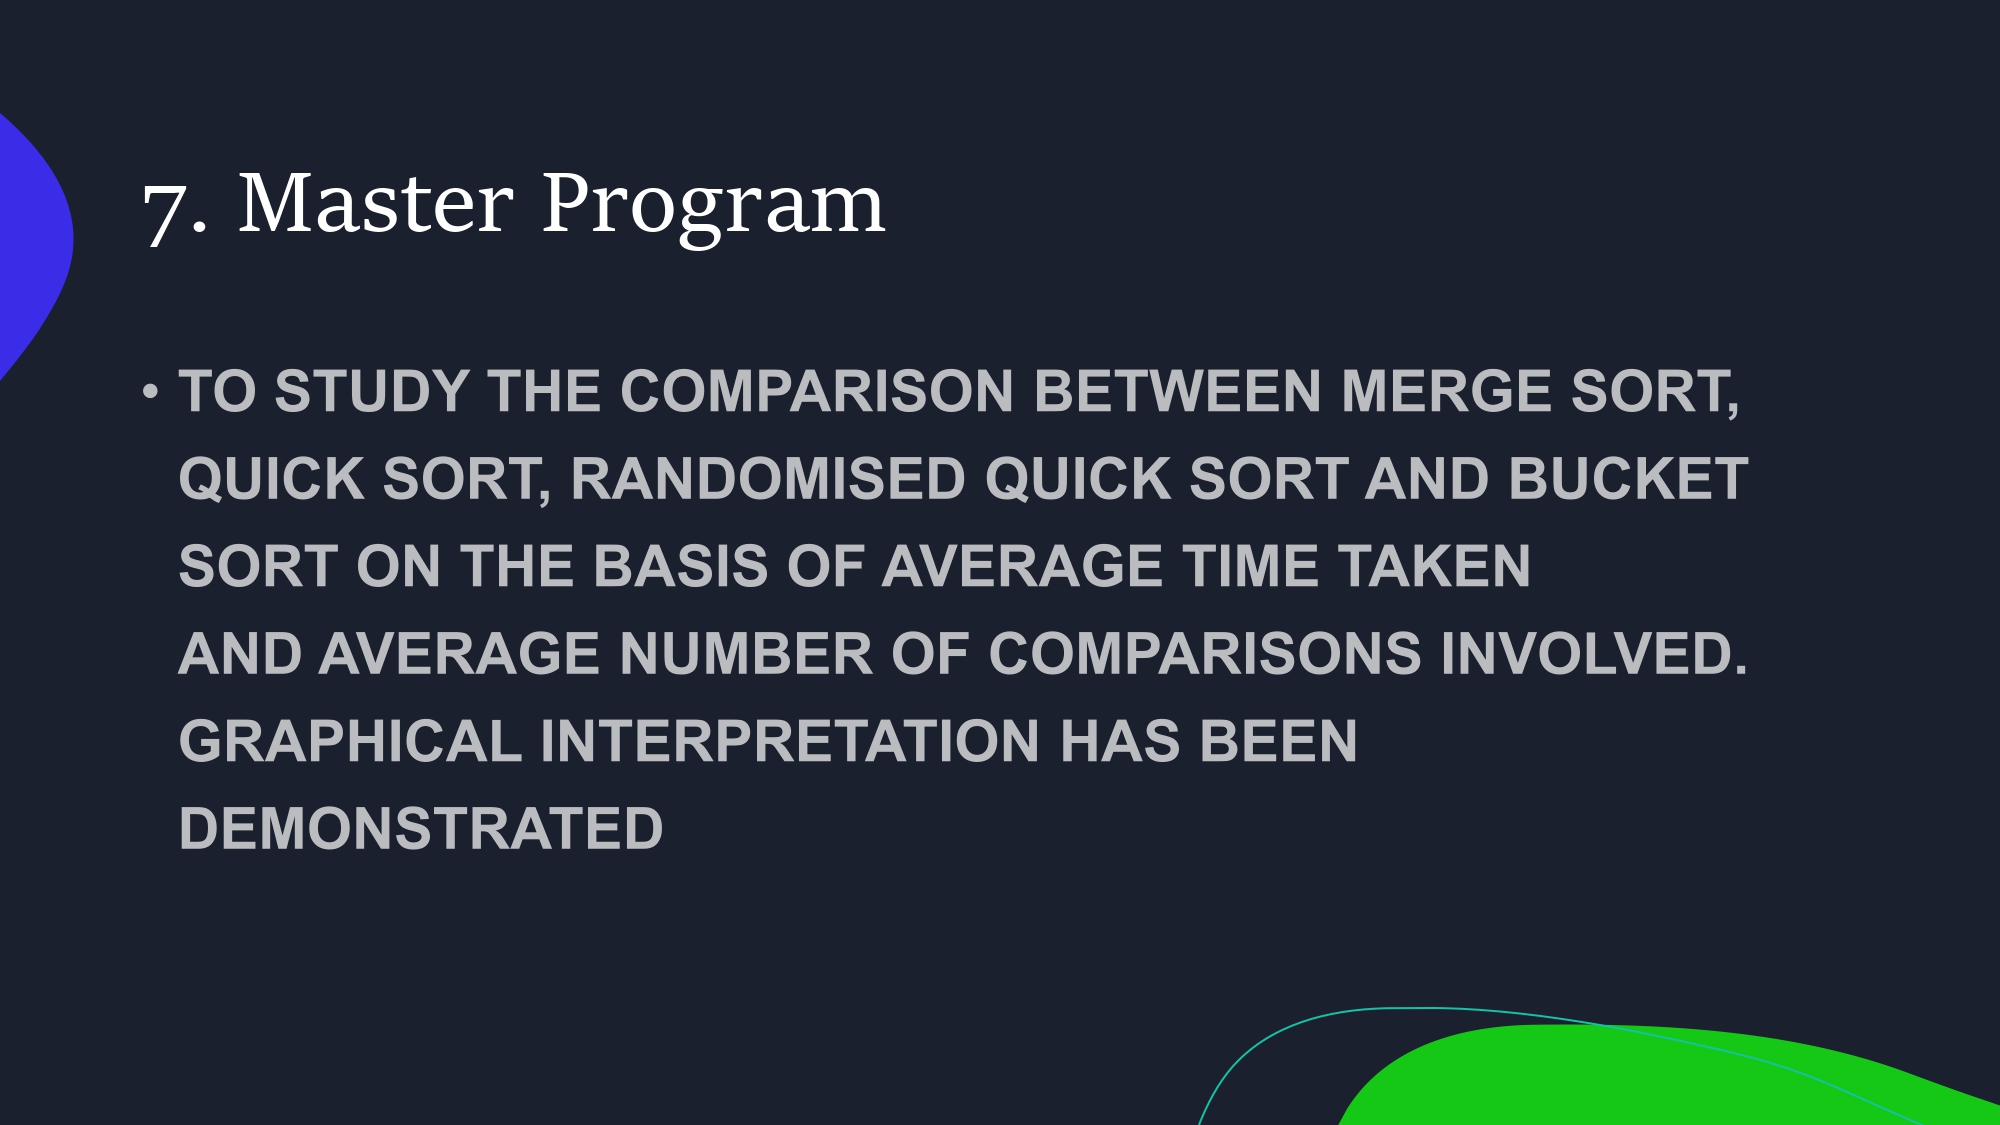 7. Master Program
• TO STUDY THE COMPARISON BETWEEN MERGE SORT,
QUICK SORT, RANDOMISED QUICK SORT AND BUCKET
SORT ON THE BASIS OF AVERAGE TIME TAKEN
AND AVERAGE NUMBER OF COMPARISONS INVOLVED.
GRAPHICAL INTERPRETATION HAS BEEN
DEMONSTRATED